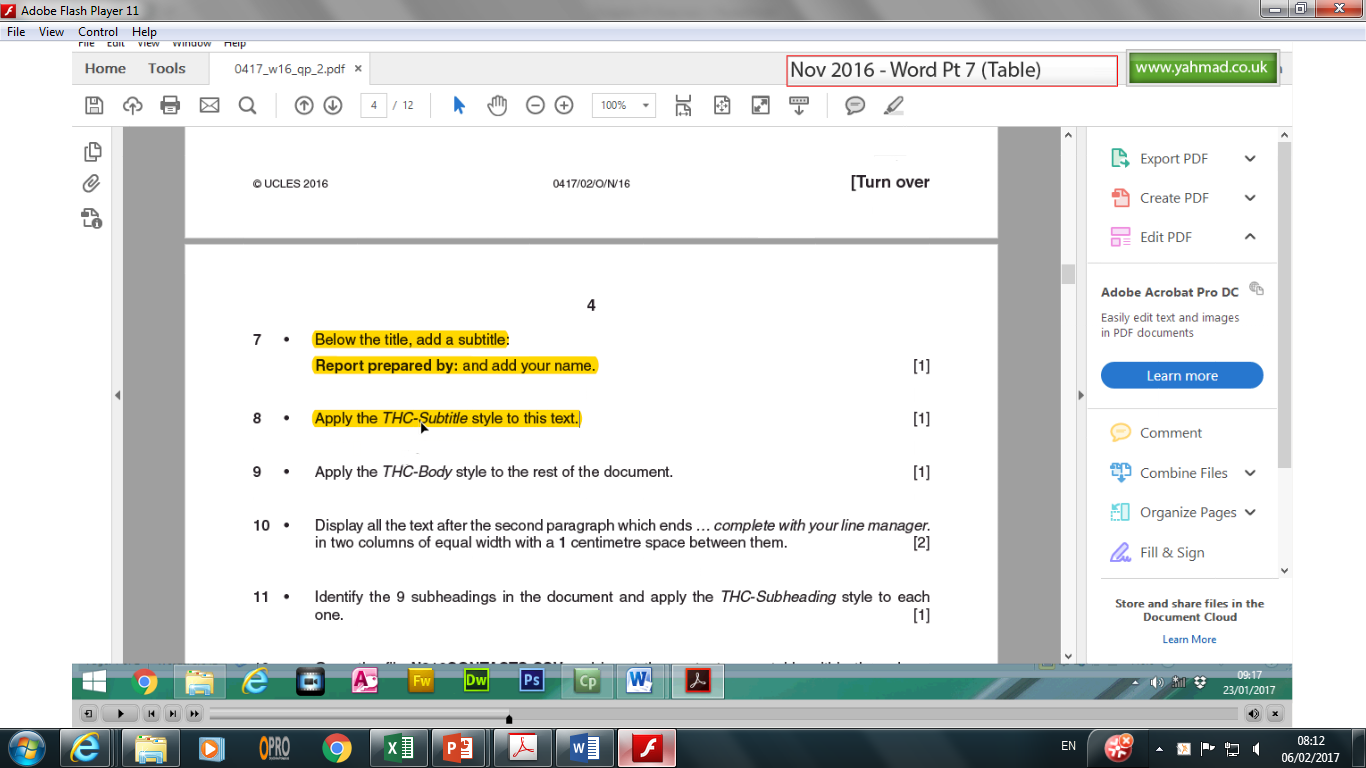 Adobe Flash Player 11
File View Control Help
File Edit View Window Help
Home Tools 0417_w16_qp_2.pdf ×
Nov 2016 - Word Pt 7 (Table)
www.yahmad.co.uk
4 / 12
100%
© UCLES 2016 0417/02/O/N/16 [Turn over
4
7 • Below the title, add a subtitle:
Report prepared by: and add your name. [1]
8 • Apply the THC-Subtitle style to this text. [1]
9 • Apply the THC-Body style to the rest of the document. [1]
10 • Display all the text after the second paragraph which ends … complete with your line manager.
in two columns of equal width with a 1 centimetre space between them. [2]
11 • Identify the 9 subheadings in the document and apply the THC-Subheading style to each
one. [1]
Export PDF
Create PDF
Edit PDF
Adobe Acrobat Pro DC
Easily edit text and images
in PDF documents
Learn more
Comment
Combine Files
Organize Pages
Fill & Sign
Store and share files in the
Document Cloud
Learn More
Fw Dw Ps Cp W
09:17
23/01/2017
OPRO
EN
08:12
06/02/2017